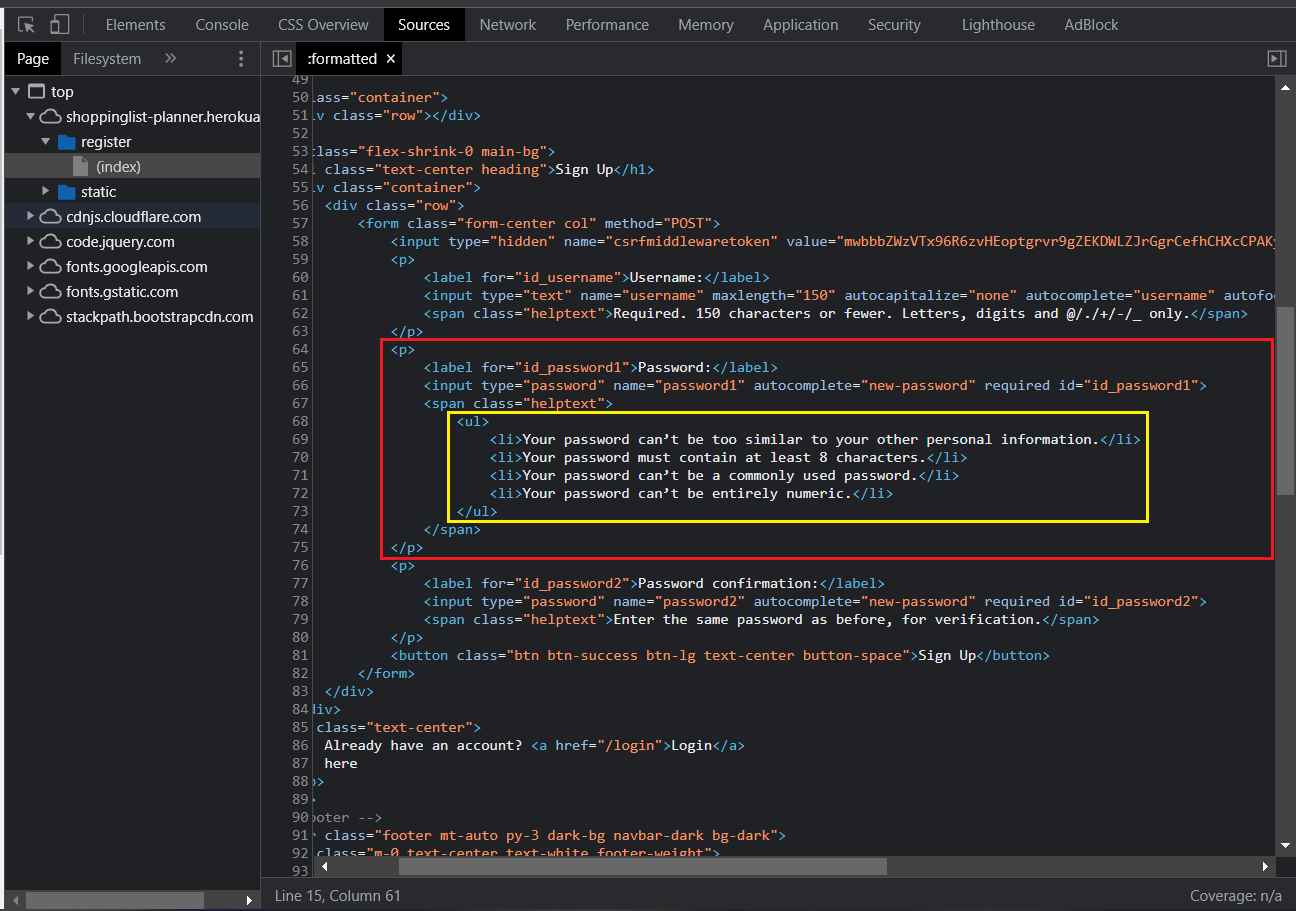 Elements Console CSS Overview Sources Network Performance Memory Application Security Lighthouse AdBlock
Page Filesystem » :formatted ×
top
shoppinglist-planner.herokua
register
(index)
static
cdnjs.cloudflare.com
code.jquery.com
fonts.googleapis.com
fonts.gstatic.com
stackpath.bootstrapcdn.com
49
50 lass="container">
51 v class="row"></div>
52
53 class="flex-shrink-0 main-bg">
54 class="text-center heading">Sign Up</h1>
55 v class="container">
56 <div class="row">
57 <form class="form-center col" method="POST">
58 <input type="hidden" name="csrfmiddlewaretoken" value="mwbbbZWzVTx96R6zvHEoptgrvr9gZEKDWLZJrGgrCefhCHXcCPAKy
59 <p>
60 <label for="id_username">Username:</label>
61 <input type="text" name="username" maxlength="150" autocapitalize="none" autocomplete="username" autofo
62 <span class="helptext">Required. 150 characters or fewer. Letters, digits and @/./+/-/_ only.</span>
63 </p>
64 <p>
65 <label for="id_password1">Password:</label>
66 <input type="password" name="password1" autocomplete="new-password" required id="id_password1">
67 <span class="helptext">
68 <ul>
69 <li>Your password can’t be too similar to your other personal information.</li>
70 <li>Your password must contain at least 8 characters.</li>
71 <li>Your password can’t be a commonly used password.</li>
72 <li>Your password can’t be entirely numeric.</li>
73 </ul>
74 </span>
75 </p>
76 <p>
77 <label for="id_password2">Password confirmation:</label>
78 <input type="password" name="password2" autocomplete="new-password" required id="id_password2">
79 <span class="helptext">Enter the same password as before, for verification.</span>
80 </p>
81 <button class="btn btn-success btn-lg text-center button-space">Sign Up</button>
82 </form>
83 </div>
84 div>
85 class="text-center">
86 Already have an account? <a href="/login">Login</a>
87 here
88 >
89
90 ooter -->
91 class="footer mt-auto py-3 dark-bg navbar-dark bg-dark">
92 class="m-0 text-center text-white footer-weight">
93
Line 15, Column 61 Coverage: n/a